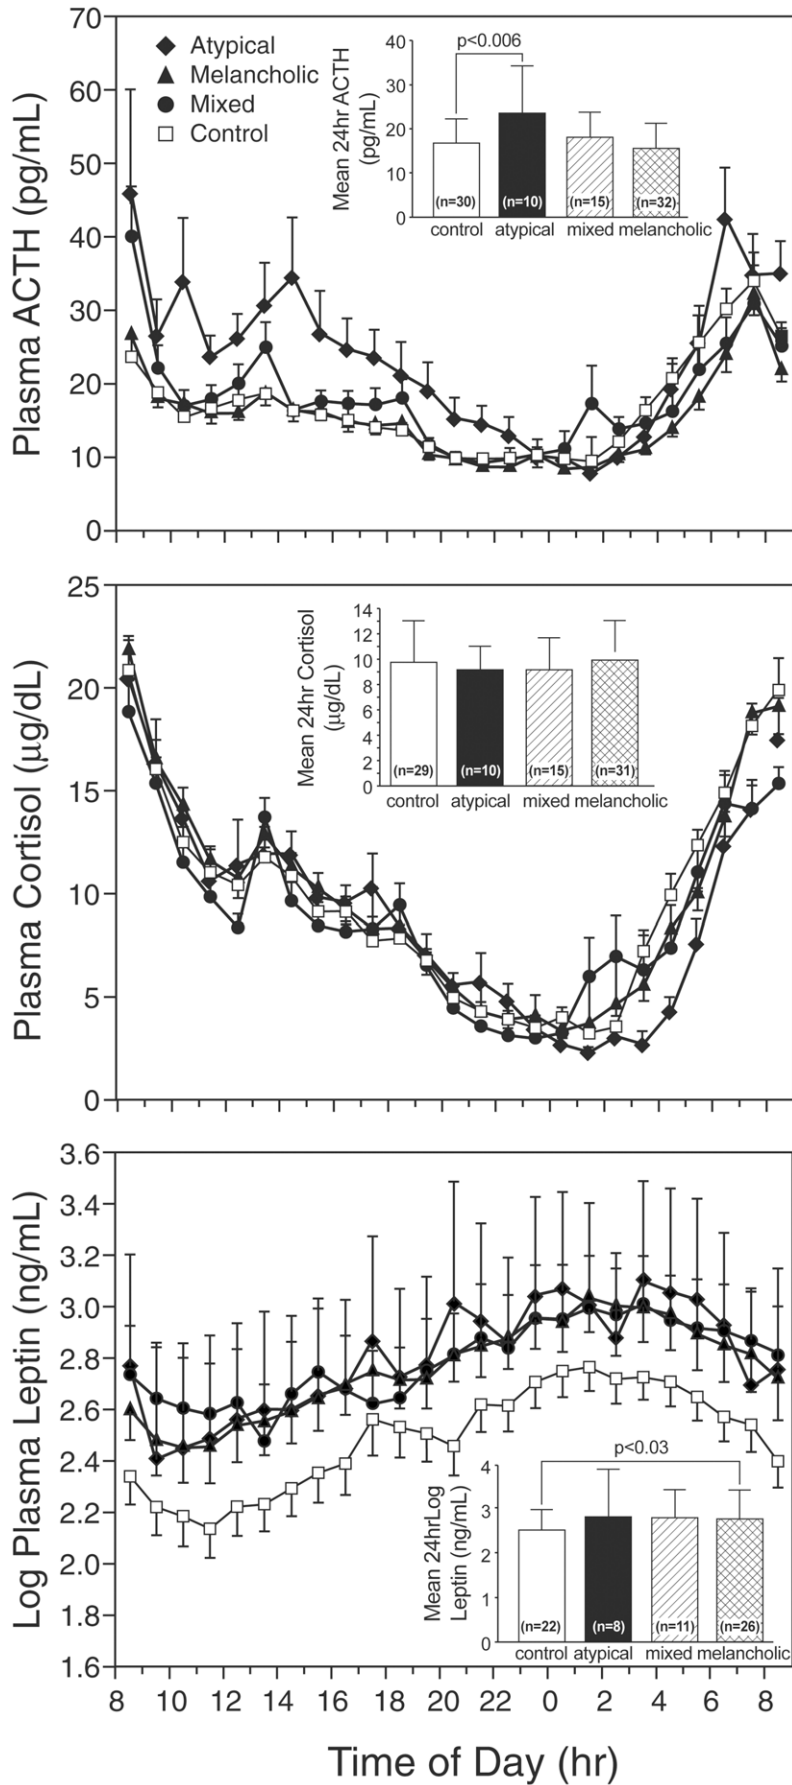 70
60
50
40
30
20
10
0
Plasma ACTH (pg/mL)
Atypical
Melancholic
Mixed
Control
40
30
20
10
0
Mean 24hr ACTH
(pg/mL)
p<0.006
(n=30) (n=10) (n=15) (n=32)
control atypical mixed melancholic
25
20
15
10
5
0
Plasma Cortisol (µg/dL)
14
12
10
8
6
4
2
0
Mean 24hr Cortisol
(µg/dL)
(n=29) (n=10) (n=15) (n=31)
control atypical mixed melancholic
3.6
3.4
3.2
3.0
2.8
2.6
2.4
2.2
2.0
1.8
1.6
Log Plasma Leptin (ng/mL)
4
3
2
1
0
Mean 24hrLog
Leptin (ng/mL)
p<0.03
(n=22) (n=8) (n=11) (n=26)
control atypical mixed melancholic
8 10 12 14 16 18 20 22 0 2 4 6 8
Time of Day (hr)